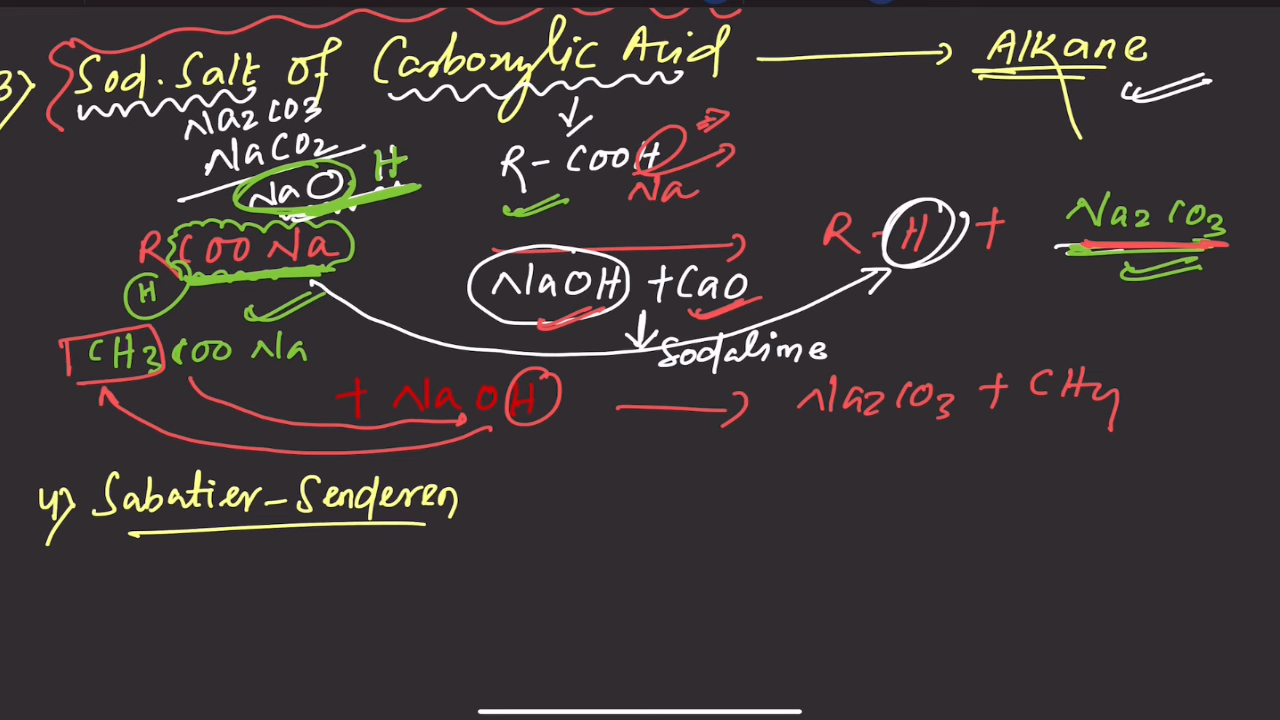 3) Sod. Salt of Carboxylic Acid → Alkane
Na2CO3
NaCO2
NaO H
R - COOH
Na
RCOONa
H
NaOH + CaO
Sodalime
R - H + Na2CO3
CH3COONa + NaOH → Na2CO3 + CH4
4) Sabatier-Senderen